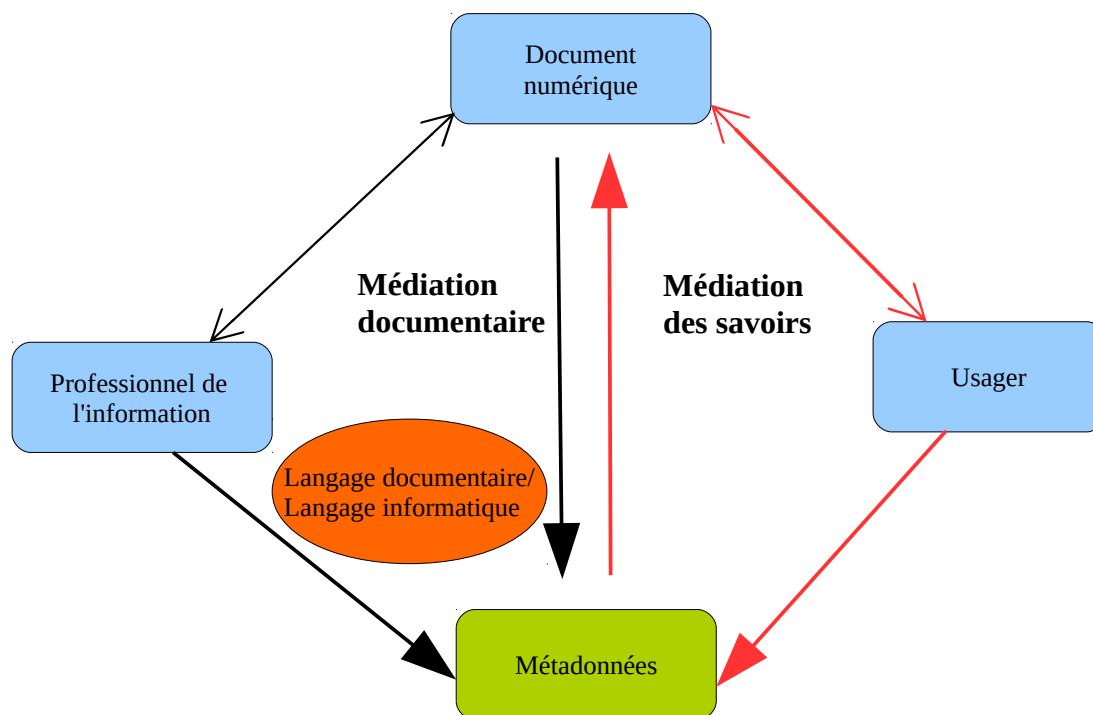 Document
numérique
Médiation
documentaire
Médiation
des savoirs
Professionnel de
l'information
Usager
Langage documentaire/
Langage informatique
Métadonnées